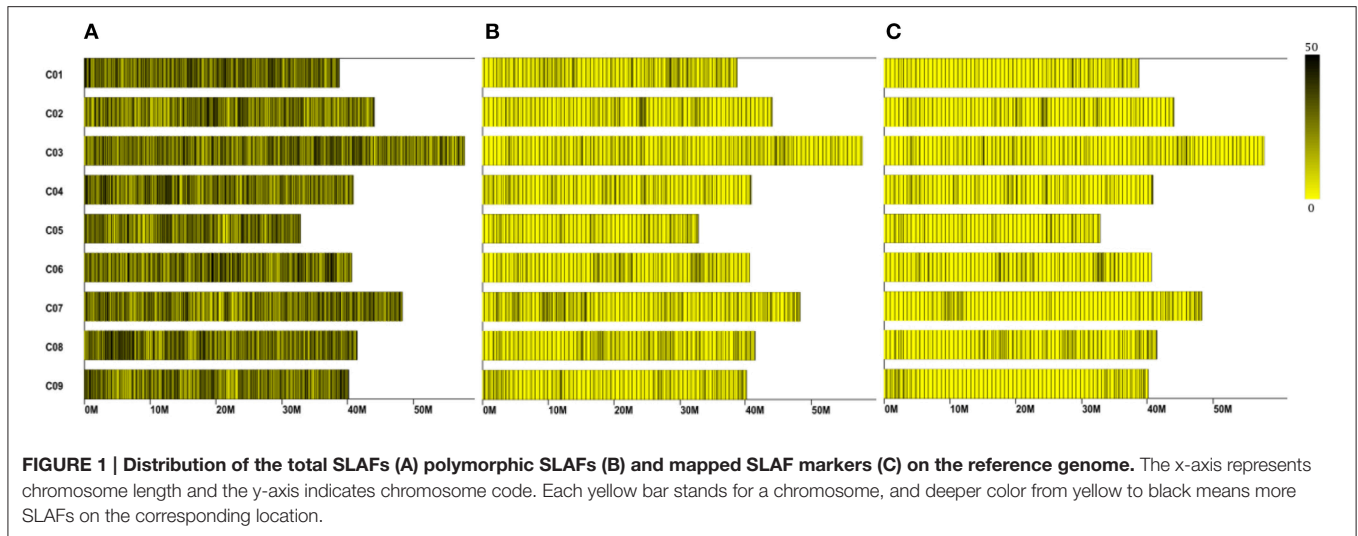 A B C
50
0
C01
C02
C03
C04
C05
C06
C07
C08
C09
0M 10M 20M 30M 40M 50M
0M 10M 20M 30M 40M 50M
0M 10M 20M 30M 40M 50M
FIGURE 1 | Distribution of the total SLAFs (A) polymorphic SLAFs (B) and mapped SLAF markers (C) on the reference genome. The x-axis represents
chromosome length and the y-axis indicates chromosome code. Each yellow bar stands for a chromosome, and deeper color from yellow to black means more
SLAFs on the corresponding location.